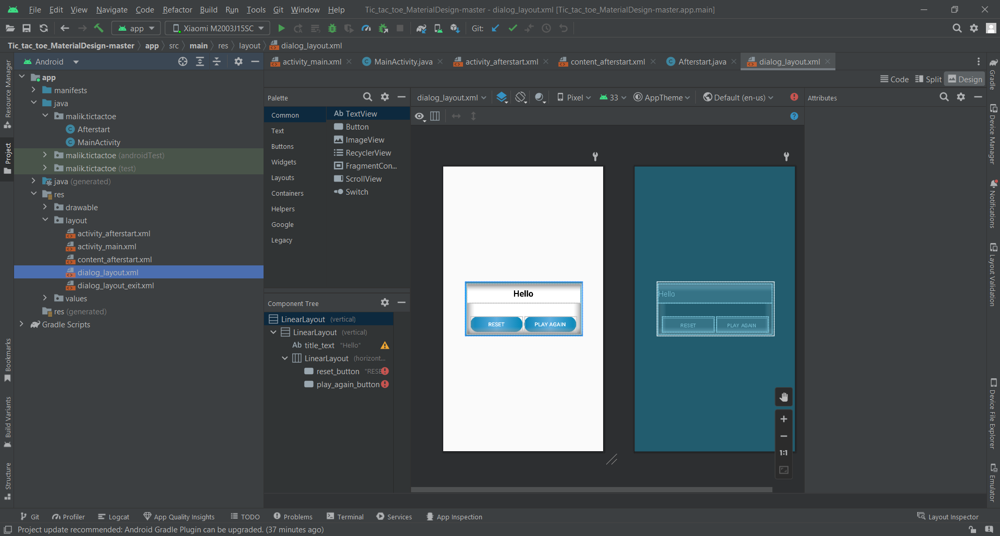 File Edit View Navigate Code Refactor Build Run Tools Git Window Help Tic_tac_toe_MaterialDesign-master - dialog_layout.xml [Tic_tac_toe_MaterialDesign-master.app.main]
app Xiaomi M2003J15SC Git:
Tic_tac_toe_MaterialDesign-master app src main res layout dialog_layout.xml
Resource Manager
Project
Bookmarks
Build Variants
Structure
Android
app
manifests
java
malik.tictactoe
Afterstart
MainActivity
malik.tictactoe (androidTest)
malik.tictactoe (test)
java (generated)
res
drawable
layout
activity_afterstart.xml
activity_main.xml
content_afterstart.xml
dialog_layout.xml
dialog_layout_exit.xml
values
res (generated)
Gradle Scripts
activity_main.xml MainActivity.java activity_afterstart.xml content_afterstart.xml Afterstart.java dialog_layout.xml
Code Split Design
Palette
Common
Text
Buttons
Widgets
Layouts
Containers
Helpers
Google
Legacy
Ab TextView
Button
ImageView
RecyclerView
FragmentCon...
ScrollView
Switch
Component Tree
LinearLayout (vertical)
LinearLayout (vertical)
Ab title_text "Hello"
LinearLayout (horizont...
reset_button "RESE
play_again_button
dialog_layout.xml Pixel 33 AppTheme Default (en-us)
Hello
RESET PLAY AGAIN
Hello
RESET PLAY AGAIN
1:1
Attributes
Gradle
Device Manager
Notifications
Layout Validation
Device File Explorer
Emulator
Git Profiler Logcat App Quality Insights TODO Problems Terminal Services App Inspection Layout Inspector
Project update recommended: Android Gradle Plugin can be upgraded. (37 minutes ago)